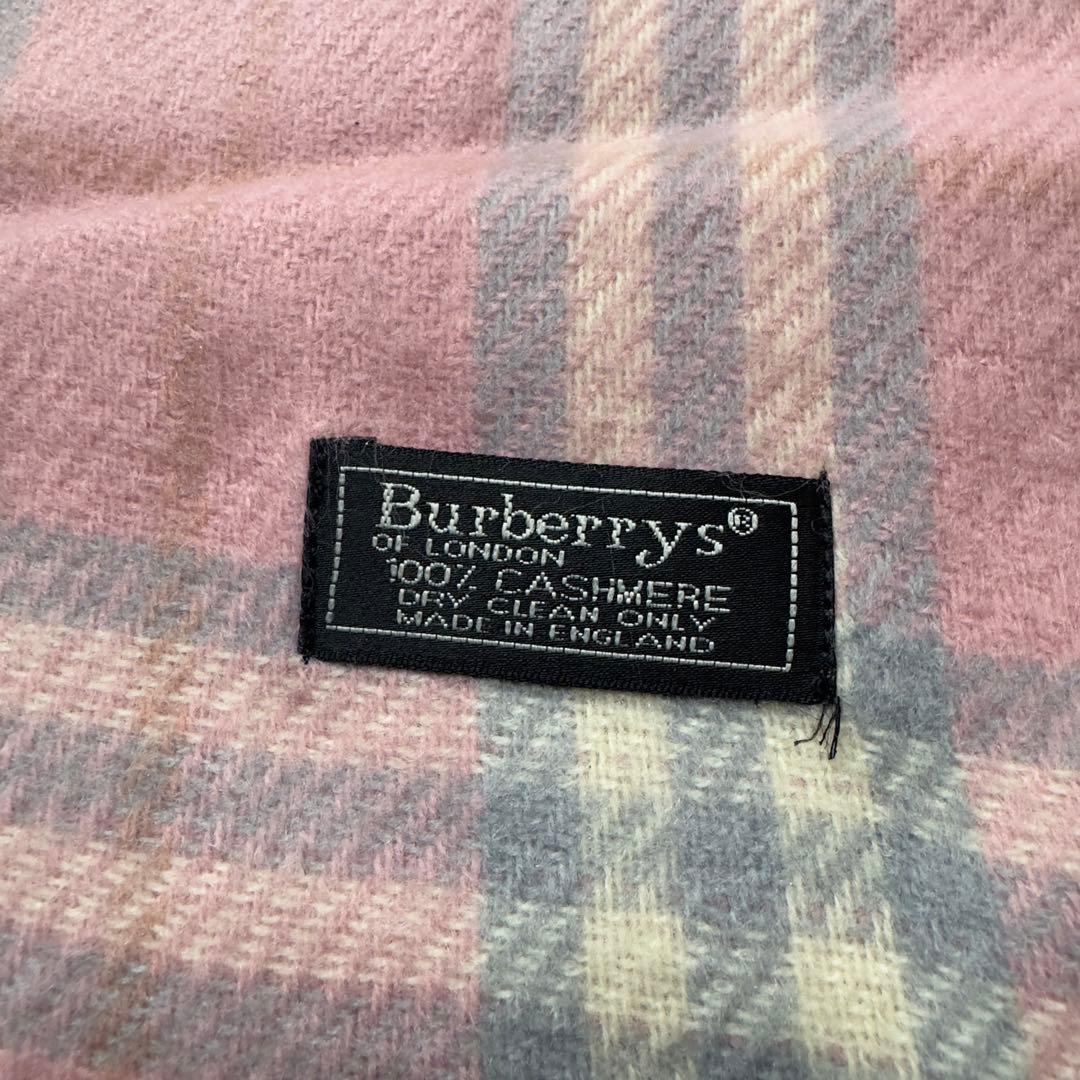 Burberrys®
OF LONDON
100% CASHMERE
DRY CLEAN ONLY
MADE IN ENGLAND